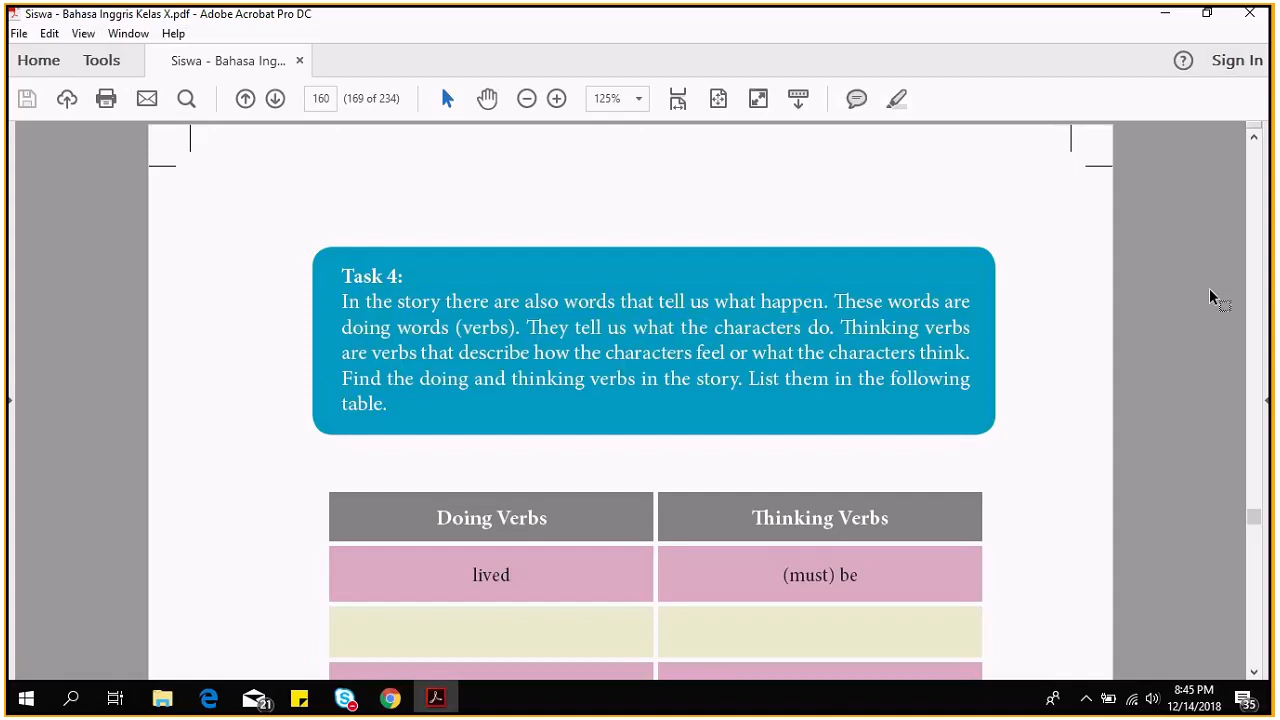 Siswa - Bahasa Inggris Kelas X.pdf - Adobe Acrobat Pro DC
File Edit View Window Help
Home Tools Siswa - Bahasa Ing... × Sign In
160 (169 of 234) 125%
Task 4:
In the story there are also words that tell us what happen. These words are
doing words (verbs). They tell us what the characters do. Thinking verbs
are verbs that describe how the characters feel or what the characters think.
Find the doing and thinking verbs in the story. List them in the following
table.
Doing Verbs Thinking Verbs
lived (must) be
21
8:45 PM
12/14/2018
35